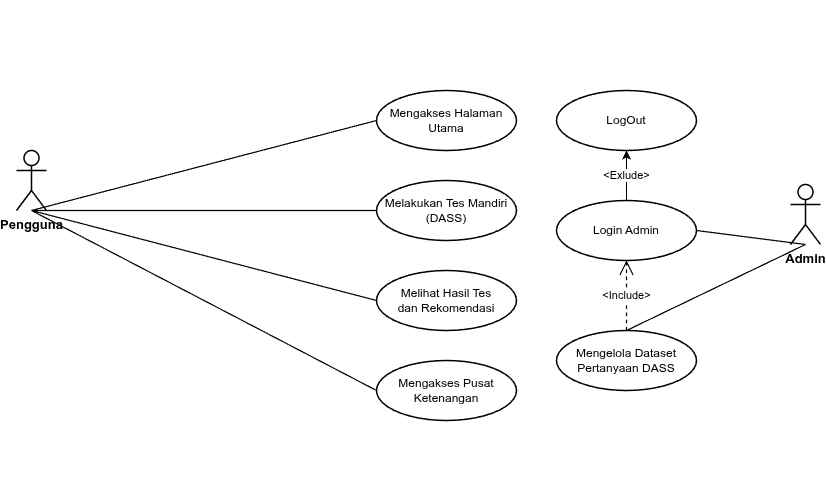 Mengakses Halaman
Utama
LogOut
<Exlude>
Melakukan Tes Mandiri
(DASS)
Pengguna
Login Admin
Admin
Melihat Hasil Tes
dan Rekomendasi
<Include>
Mengelola Dataset
Pertanyaan DASS
Mengakses Pusat
Ketenangan